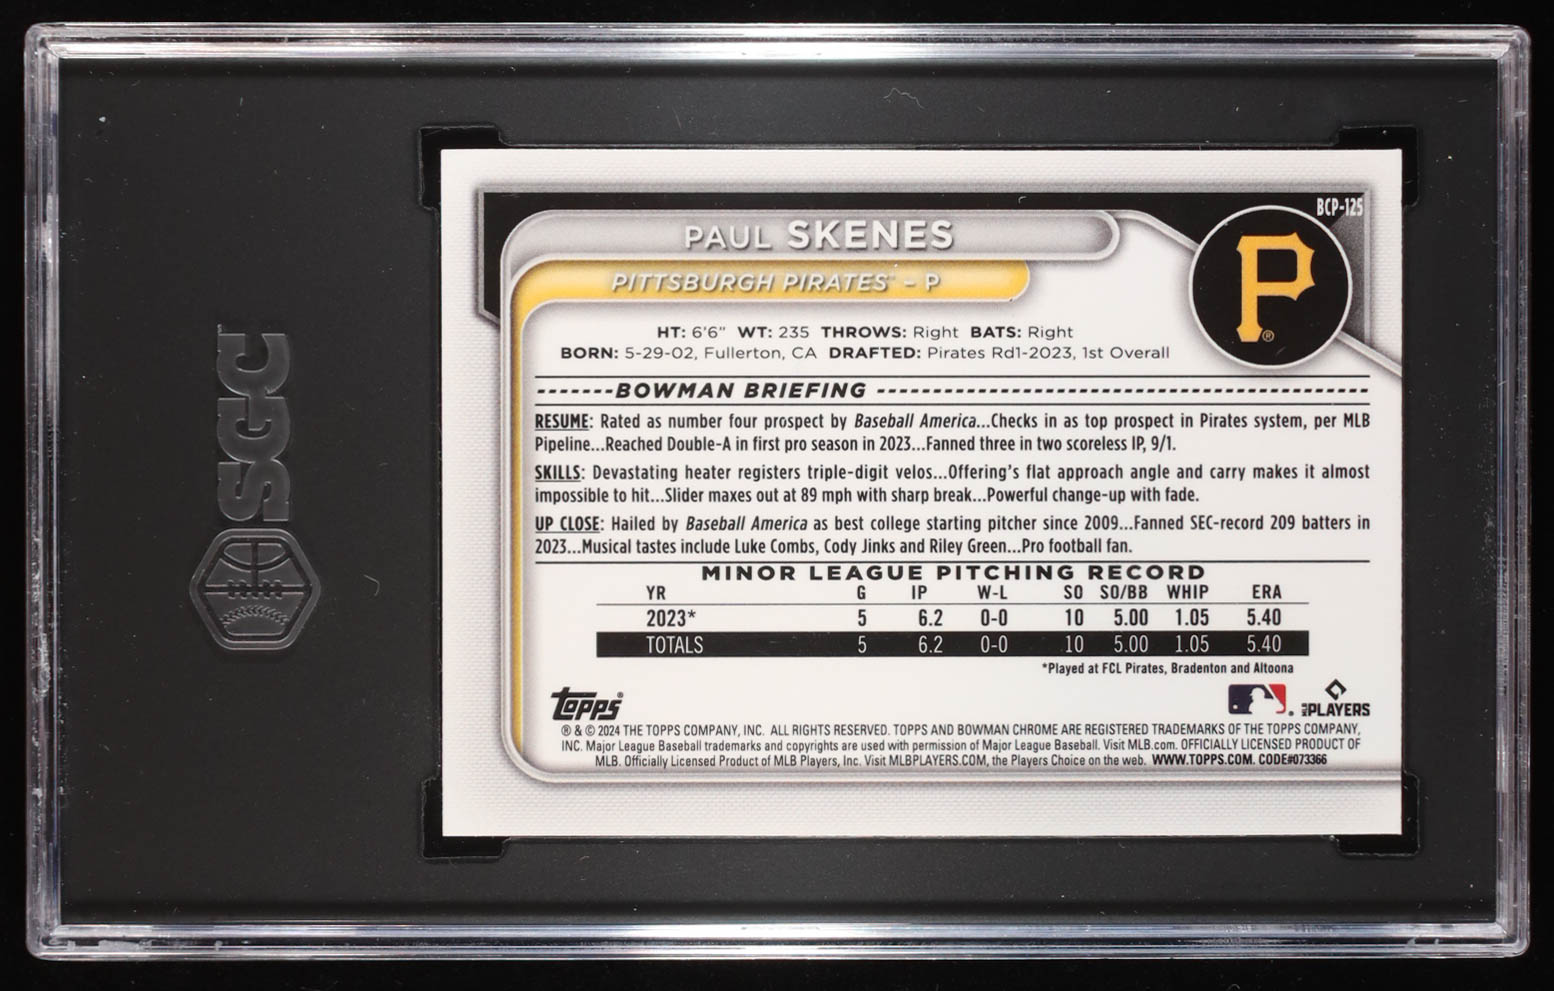 BCP-125
PAUL SKENES
PITTSBURGH PIRATES™ - P
P®
HT: 6'6" WT: 235 THROWS: Right BATS: Right
BORN: 5-29-02, Fullerton, CA DRAFTED: Pirates Rd1-2023, 1st Overall
BOWMAN BRIEFING
RESUME: Rated as number four prospect by Baseball America...Checks in as top prospect in Pirates system, per MLB
Pipeline...Reached Double-A in first pro season in 2023...Fanned three in two scoreless IP, 9/1.
SKILLS: Devastating heater registers triple-digit velos...Offering's flat approach angle and carry makes it almost
impossible to hit...Slider maxes out at 89 mph with sharp break...Powerful change-up with fade.
UP CLOSE: Hailed by Baseball America as best college starting pitcher since 2009...Fanned SEC-record 209 batters in
2023...Musical tastes include Luke Combs, Cody Jinks and Riley Green...Pro football fan.
MINOR LEAGUE PITCHING RECORD
YR G IP W-L SO SO/BB WHIP ERA
2023* 5 6.2 0-0 10 5.00 1.05 5.40
TOTALS 5 6.2 0-0 10 5.00 1.05 5.40
*Played at FCL Pirates, Bradenton and Altoona
Topps® MLB PLAYERS
® & © 2024 THE TOPPS COMPANY, INC. ALL RIGHTS RESERVED. TOPPS AND BOWMAN CHROME ARE REGISTERED TRADEMARKS OF THE TOPPS COMPANY,
INC. Major League Baseball trademarks and copyrights are used with permission of Major League Baseball. Visit MLB.com. OFFICIALLY LICENSED PRODUCT OF
MLB. Officially Licensed Product of MLB Players, Inc. Visit MLBPLAYERS.COM, the Players Choice on the web. WWW.TOPPS.COM. CODE#073366
SGC